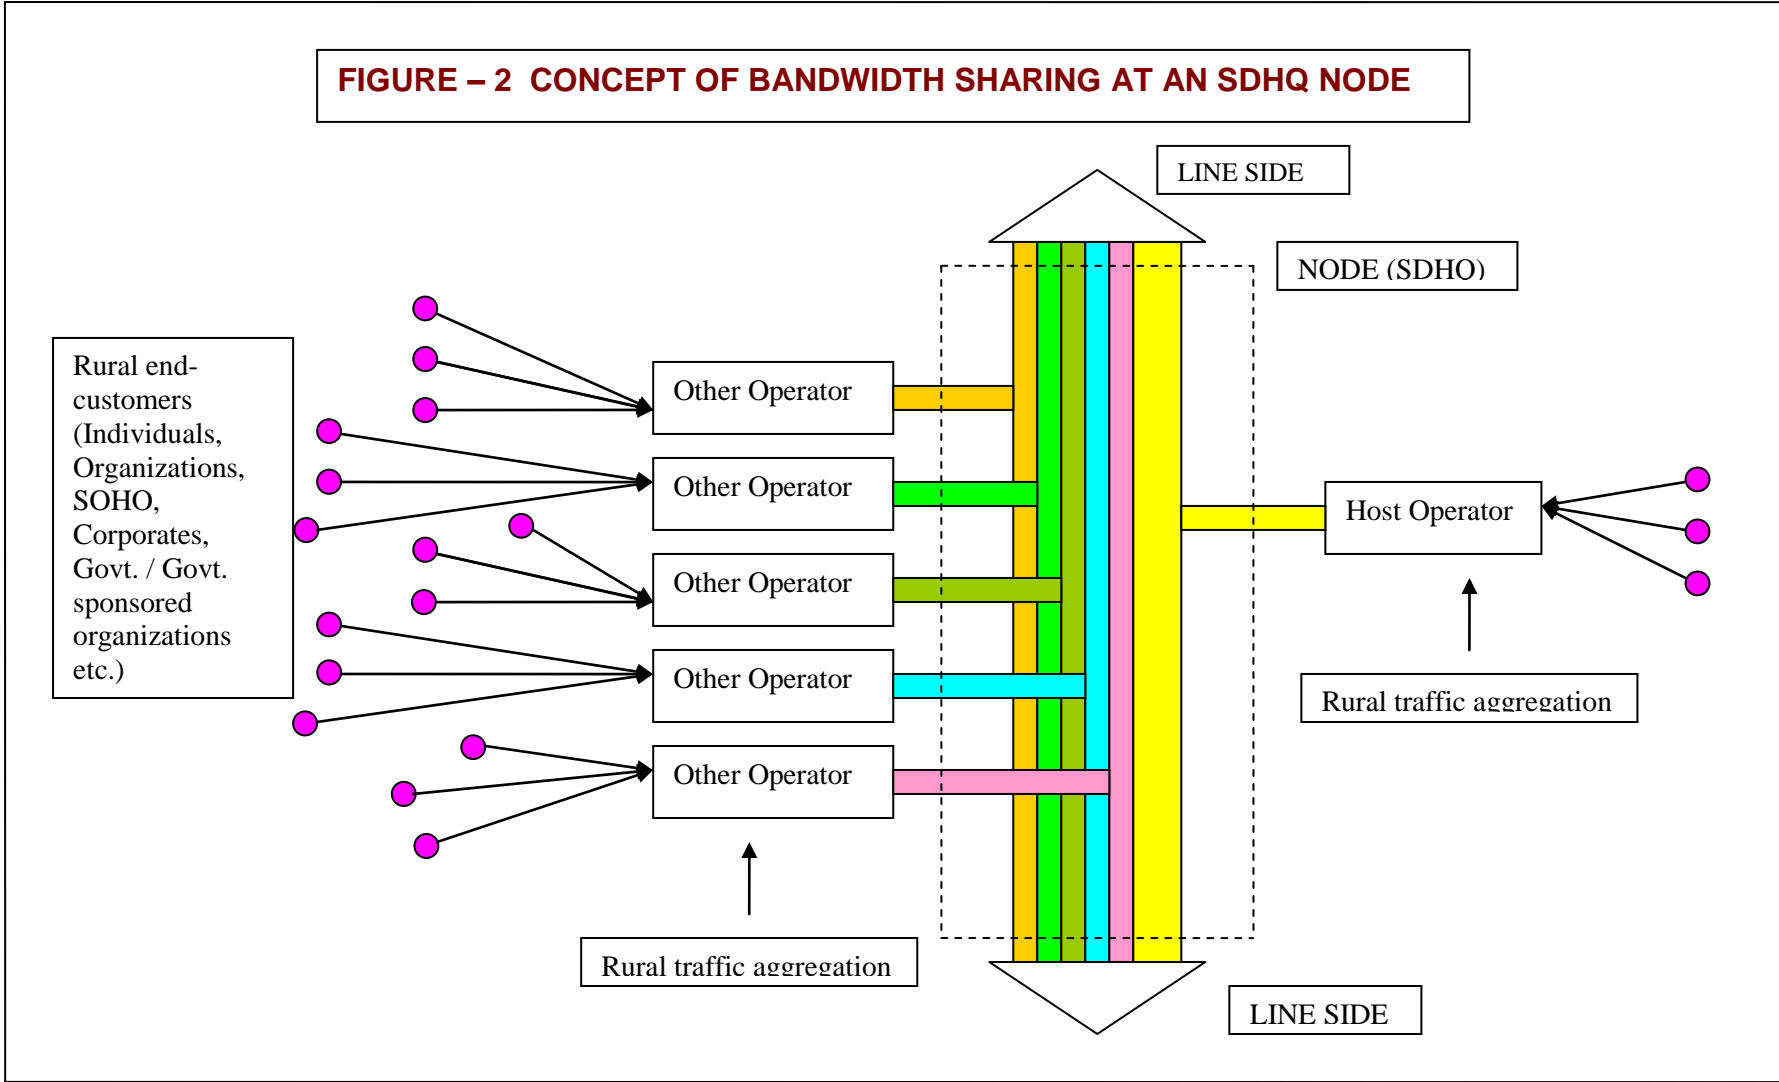 FIGURE – 2 CONCEPT OF BANDWIDTH SHARING AT AN SDHQ NODE
LINE SIDE
NODE (SDHQ)
Rural end-
customers
(Individuals,
Organizations,
SOHO,
Corporates,
Govt. / Govt.
sponsored
organizations
etc.)
Other Operator
Other Operator
Other Operator
Other Operator
Other Operator
Host Operator
Rural traffic aggregation
Rural traffic aggregation
LINE SIDE